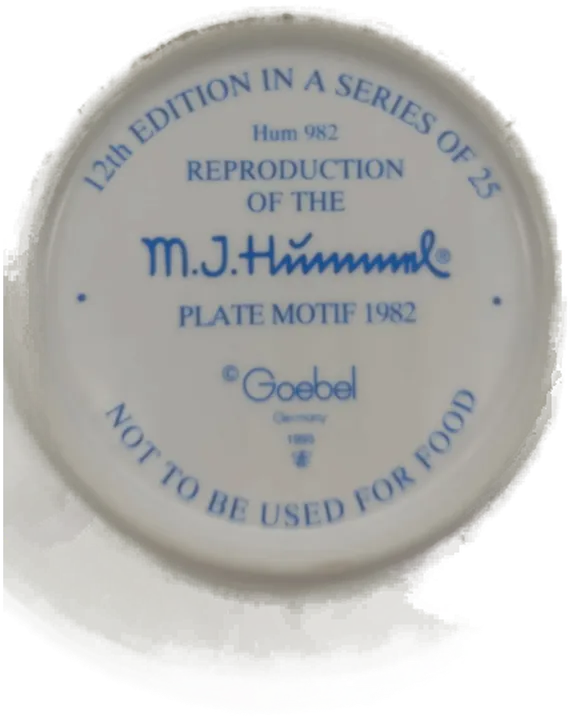 12th EDITION IN A SERIES OF 25
Hum 982
REPRODUCTION
OF THE
M.J.Hummel®
PLATE MOTIF 1982
© Goebel
Germany
NOT TO BE USED FOR FOOD